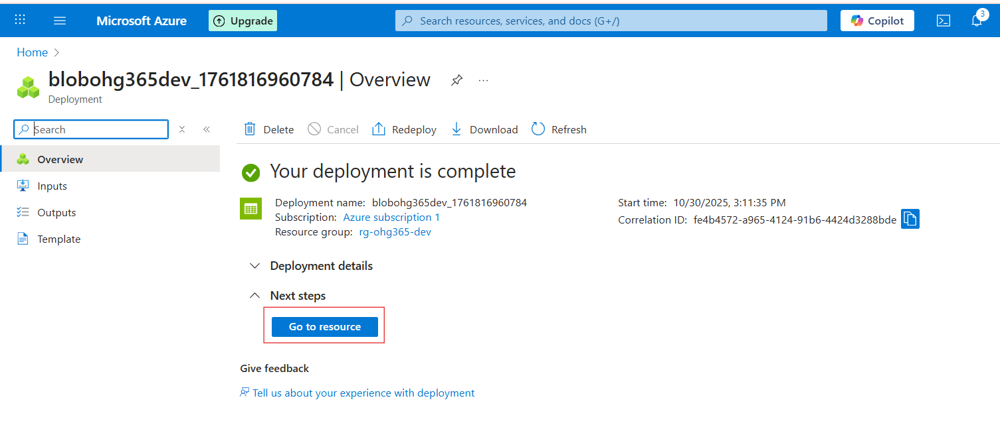 Microsoft Azure
Upgrade
Search resources, services, and docs (G+/)
Copilot
3
Home
blobohg365dev_1761816960784 | Overview
Deployment
Search
Delete
Cancel
Redeploy
Download
Refresh
Overview
Inputs
Outputs
Template
Your deployment is complete
Deployment name: blobohg365dev_1761816960784
Subscription: Azure subscription 1
Resource group: rg-ohg365-dev
Start time: 10/30/2025, 3:11:35 PM
Correlation ID: fe4b4572-a965-4124-91b6-4424d3288bde
Deployment details
Next steps
Go to resource
Give feedback
Tell us about your experience with deployment